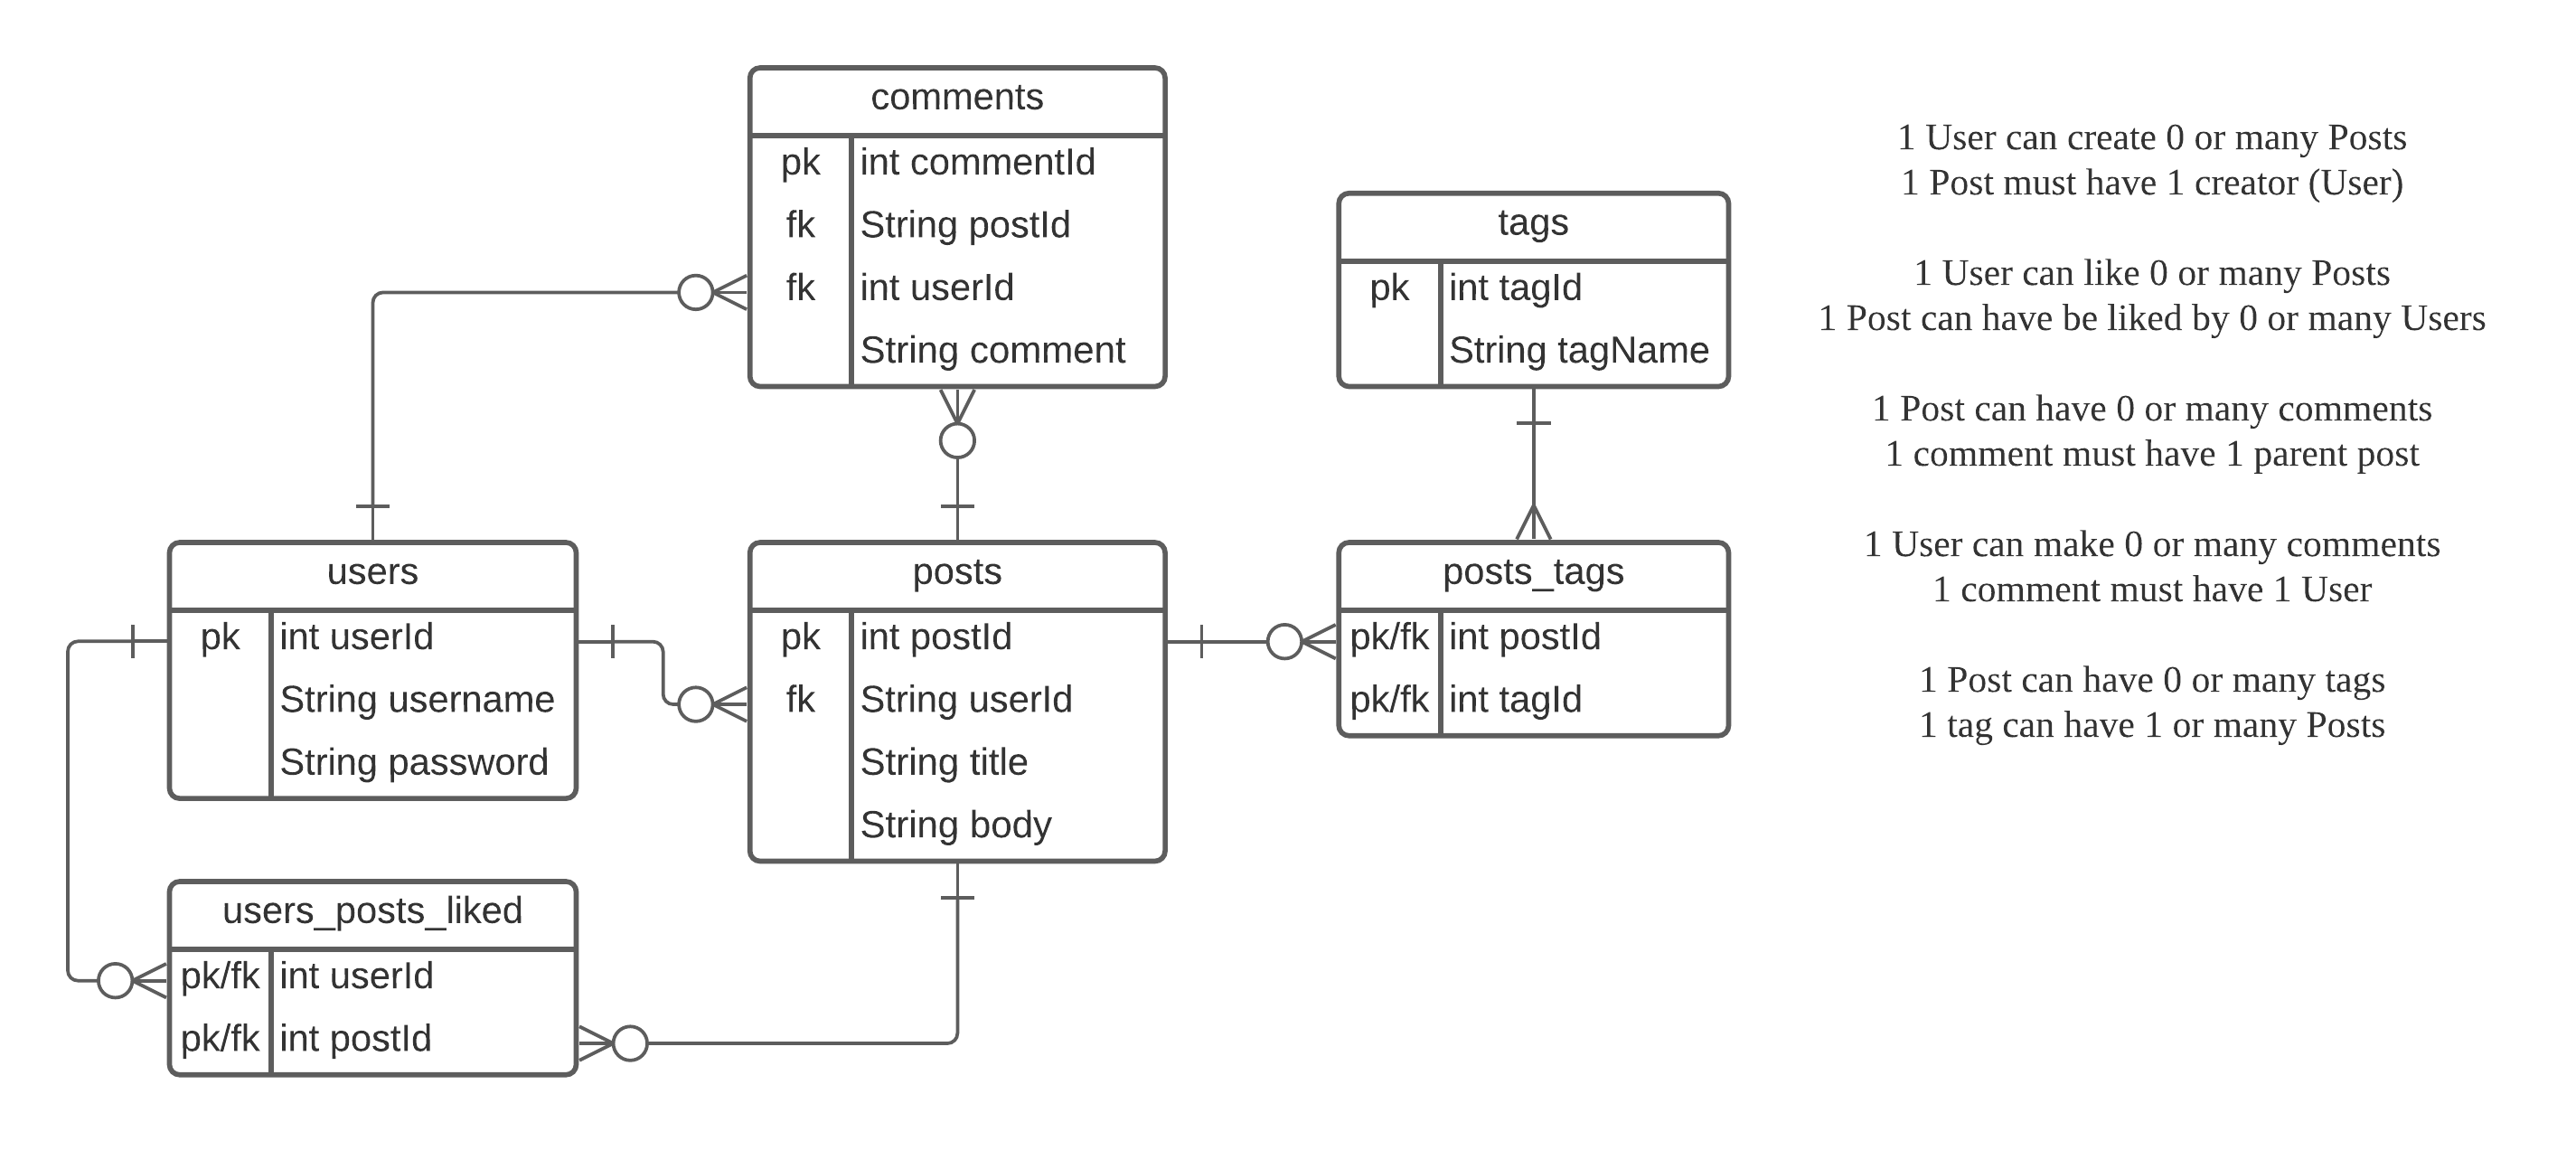 comments
pk int commentId
fk String postId
fk int userId
String comment
tags
pk int tagId
String tagName
users
pk int userId
String username
String password
posts
pk int postId
fk String userId
String title
String body
posts_tags
pk/fk int postId
pk/fk int tagId
users_posts_liked
pk/fk int userId
pk/fk int postId
1 User can create 0 or many Posts
1 Post must have 1 creator (User)
1 User can like 0 or many Posts
1 Post can have be liked by 0 or many Users
1 Post can have 0 or many comments
1 comment must have 1 parent post
1 User can make 0 or many comments
1 comment must have 1 User
1 Post can have 0 or many tags
1 tag can have 1 or many Posts